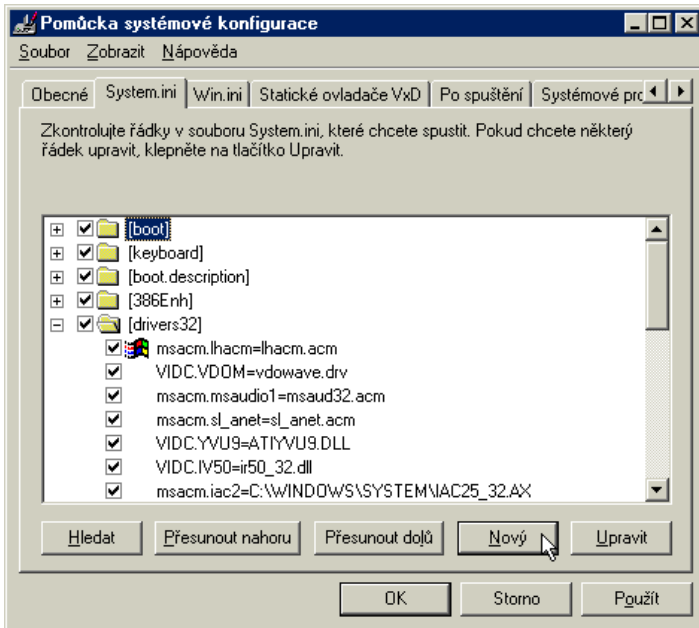 Pomůcka systémové konfigurace
Soubor Zobrazit Nápověda
Obecné System.ini Win.ini Statické ovladače VxD Po spuštění Systémové pro
Zkontrolujte řádky v souboru System.ini, které chcete spustit. Pokud chcete některý
řádek upravit, klepněte na tlačítko Upravit.
[boot]
[keyboard]
[boot.description]
[386Enh]
[drivers32]
msacm.lhacm=lhacm.acm
VIDC.VDOM=vdowave.drv
msacm.msaudio1=msaud32.acm
msacm.sl_anet=sl_anet.acm
VIDC.YVU9=ATIYVU9.DLL
VIDC.IV50=ir50_32.dll
msacm.iac2=C:\WINDOWS\SYSTEM\IAC25_32.AX
Hledat Přesunout nahoru Přesunout dolů Nový Upravit
OK Storno Použít